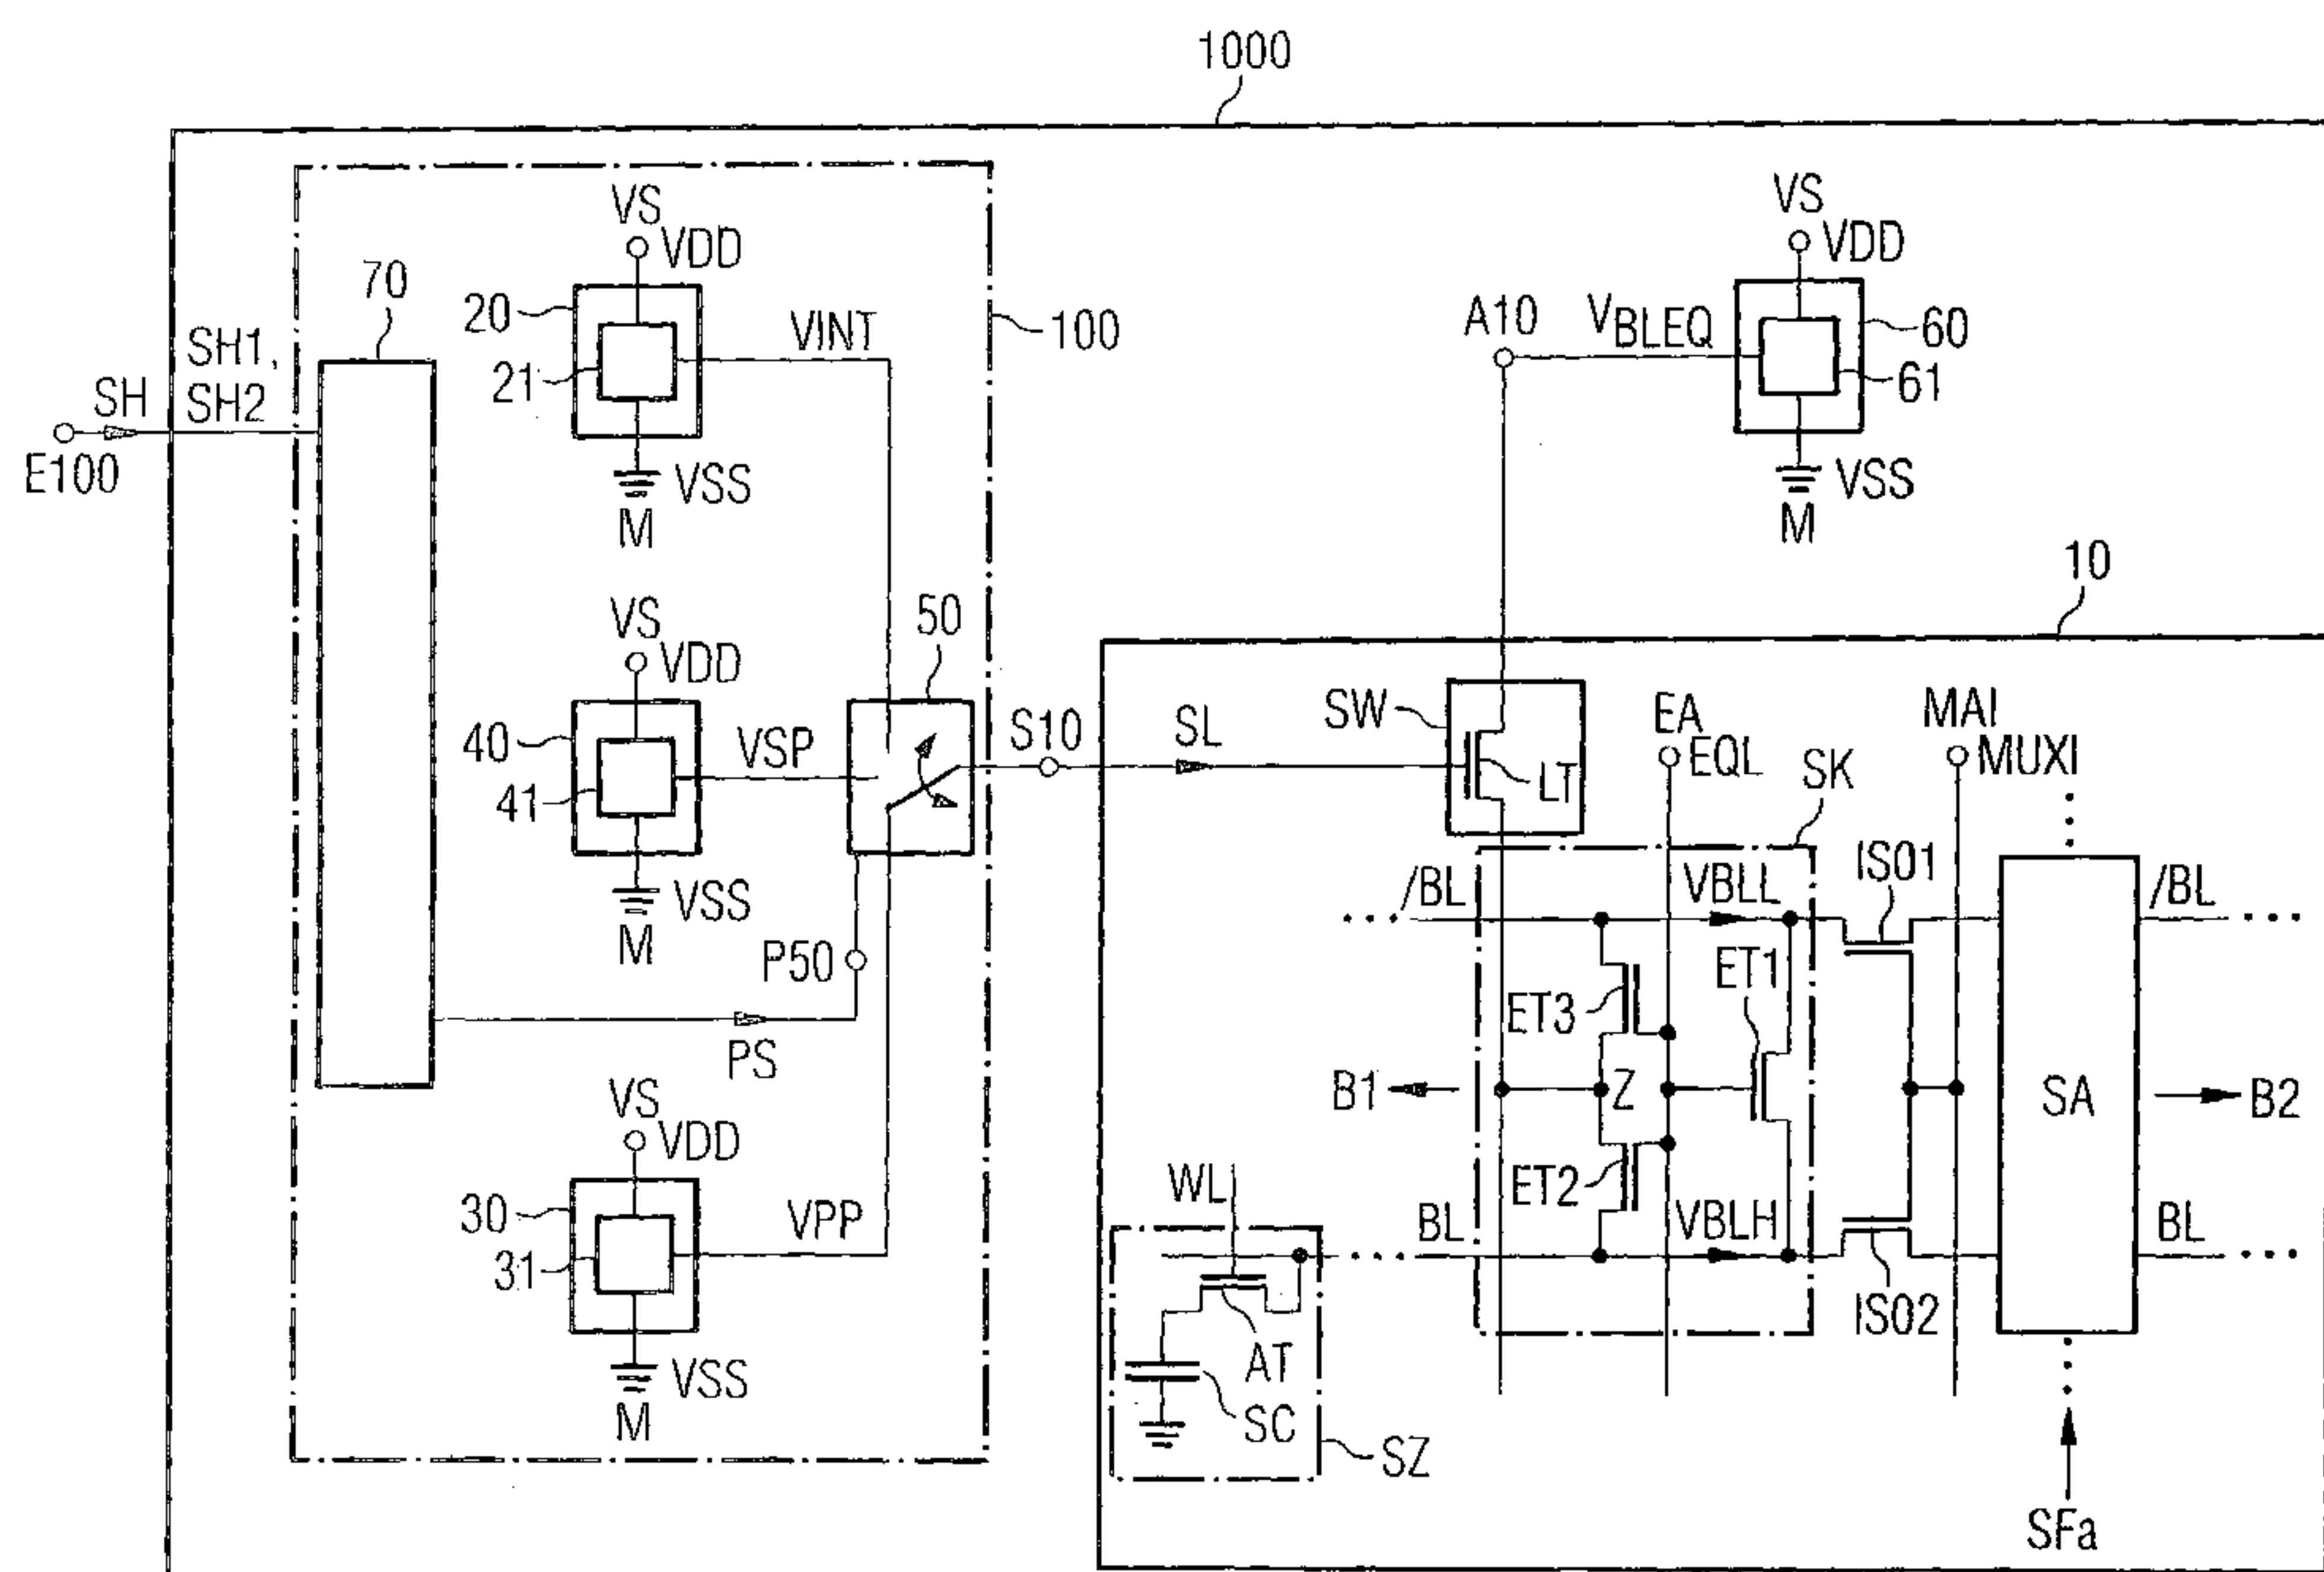 1000
VS
VDD
20
21
VINT
100
VSS
M
70
SH1,
SH2
SH
E100
VS
VDD
A10
V BLEQ
60
61
VSS
M
10
VS
VDD
40
41
VSP
50
S10
VSS
M
P50
PS
VS
VDD
30
31
VPP
VSS
M
SL
SW
LT
EA
EQL
MAI
MUXI
SK
/BL
VBLL
ISO1
/BL
ET3
ET1
B1
Z
SA
B2
ET2
WL
BL
VBLH
BL
ISO2
AT
SC
SZ
SFa